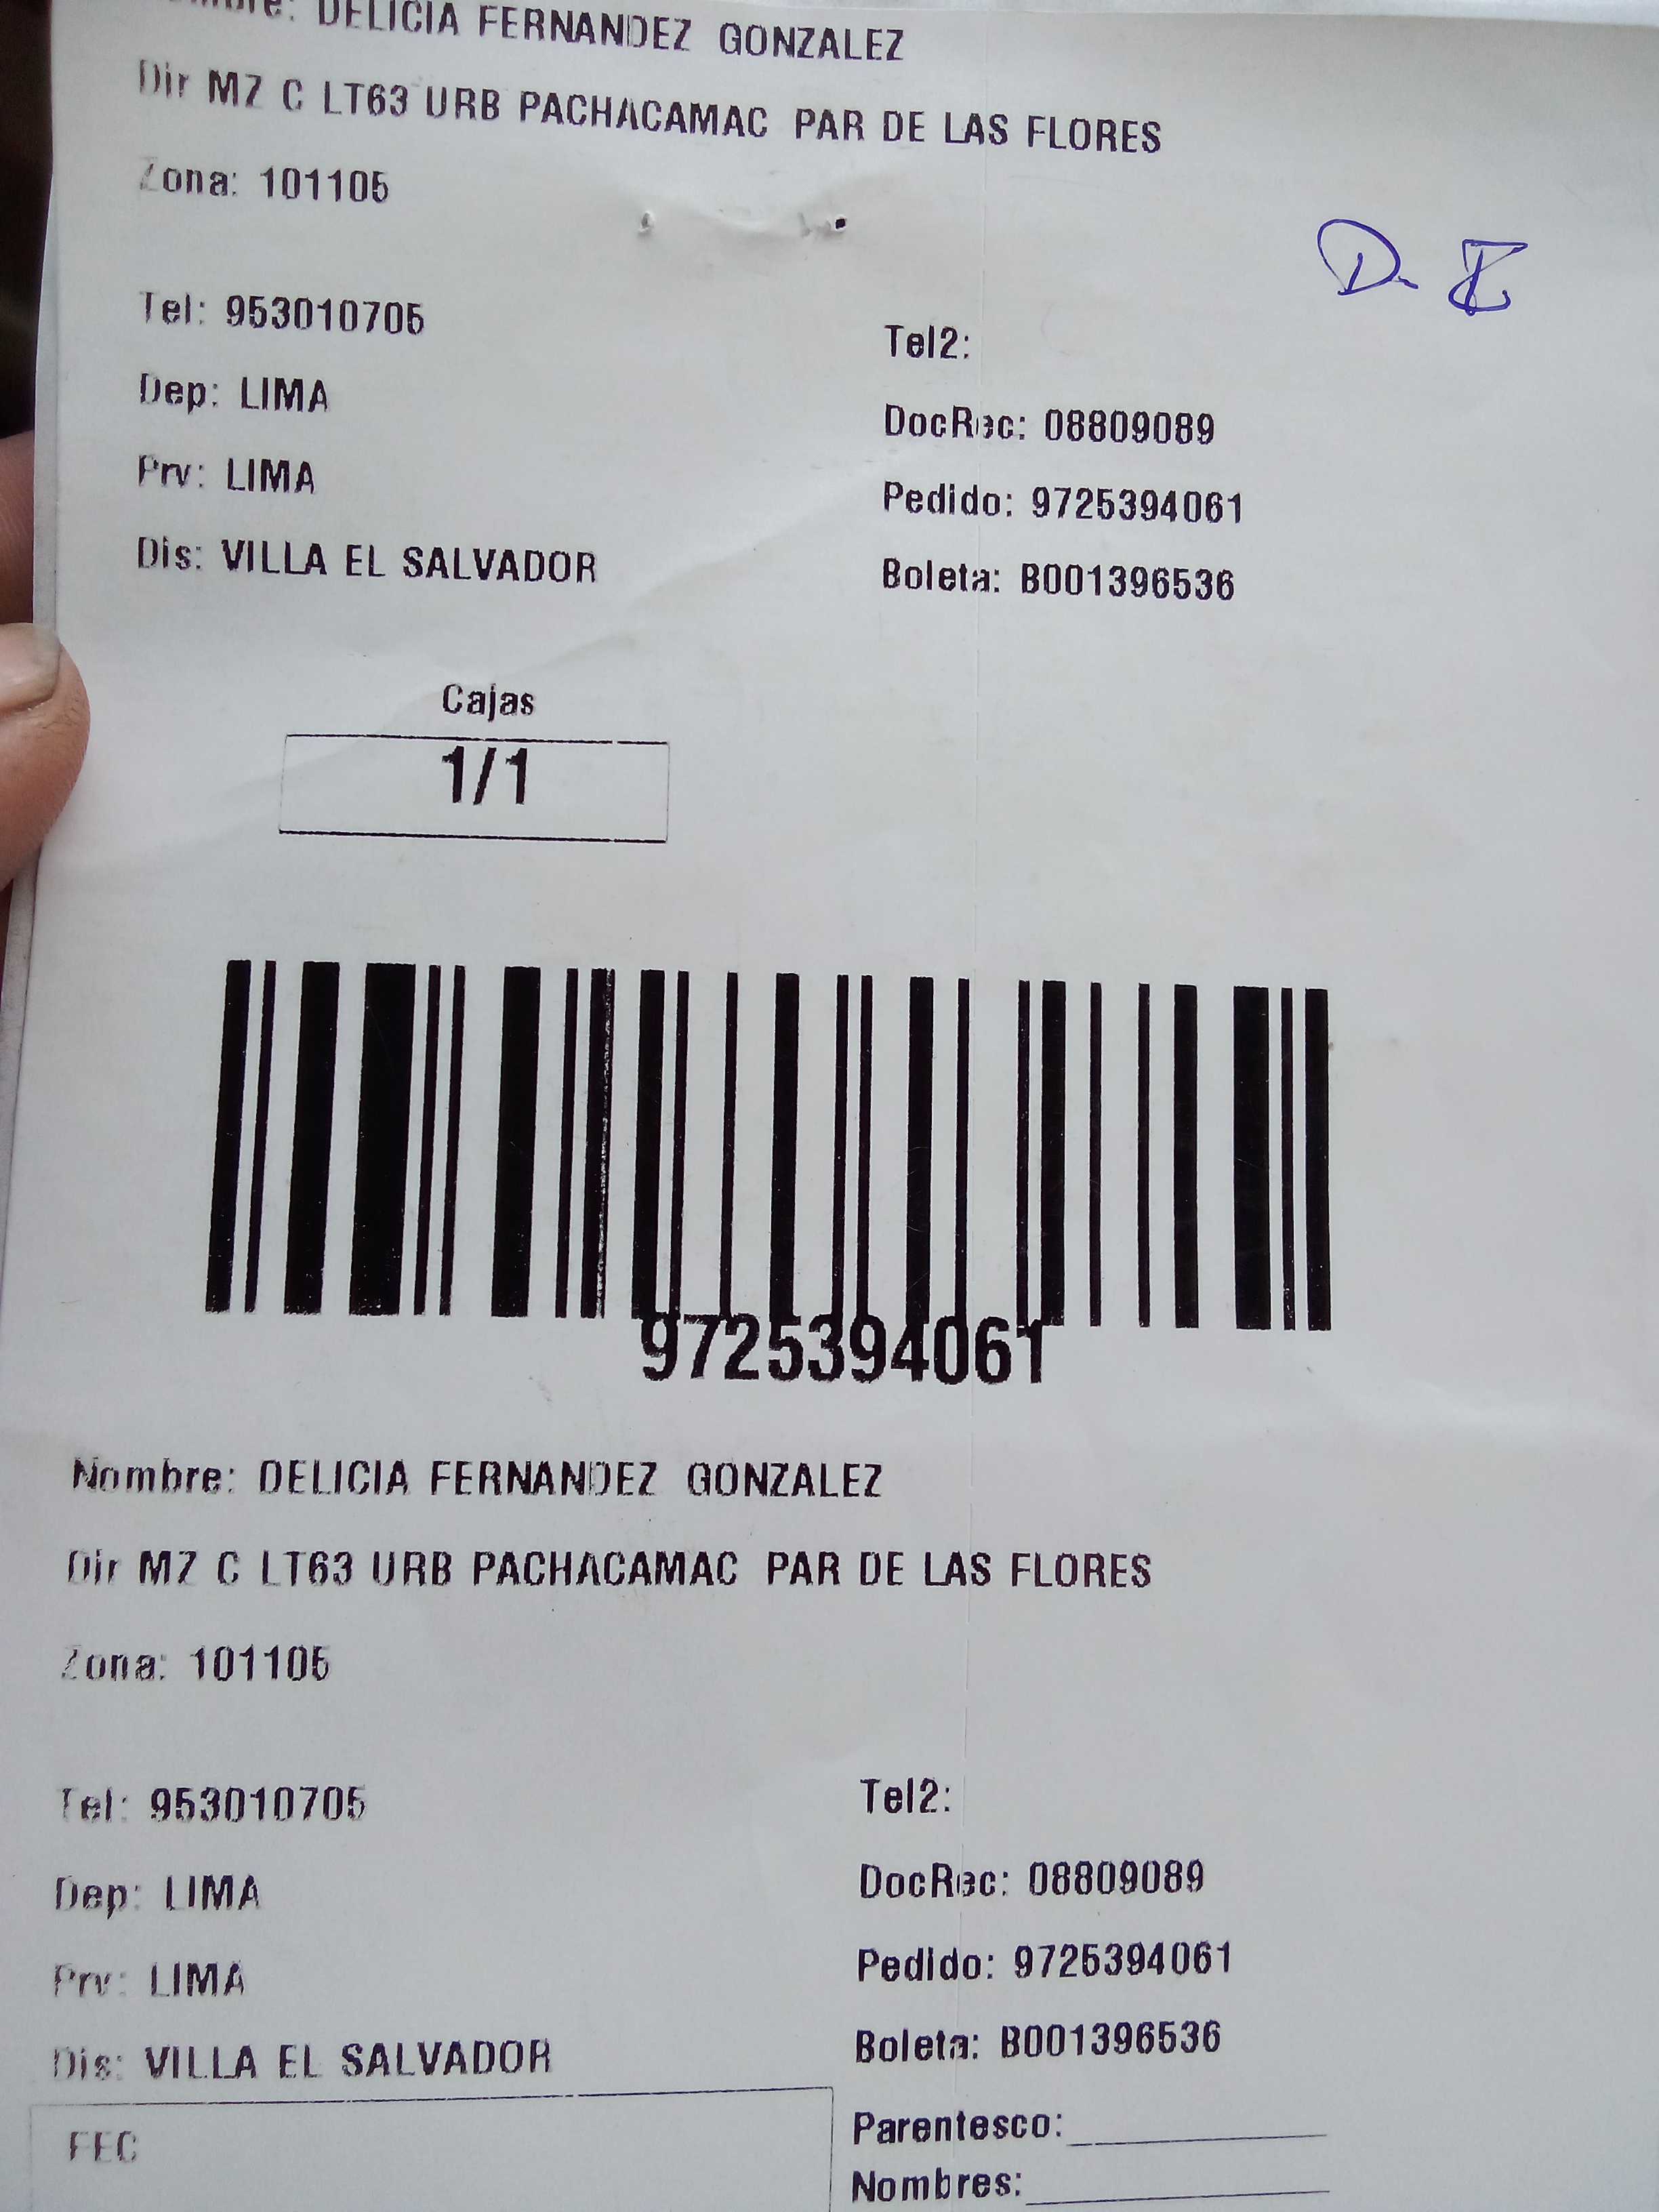 Nombre: DELICIA FERNANDEZ GONZALEZ
Dir MZ C LT63 URB PACHACAMAC PAR DE LAS FLORES
Zona: 101105
Tel: 953010705
Tel2:
Dep: LIMA
DocRec: 08809089
Prv: LIMA
Pedido: 9725394061
Dis: VILLA EL SALVADOR
Boleta: B001396536
Cajas
1/1
9725394061
Nombre: DELICIA FERNANDEZ GONZALEZ
Dir MZ C LT63 URB PACHACAMAC PAR DE LAS FLORES
Zona: 101105
Tel: 953010705
Tel2:
Dep: LIMA
DocRec: 08809089
Prv: LIMA
Pedido: 9725394061
Dis: VILLA EL SALVADOR
Boleta: B001396536
FEC
Parentesco:
Nombres: